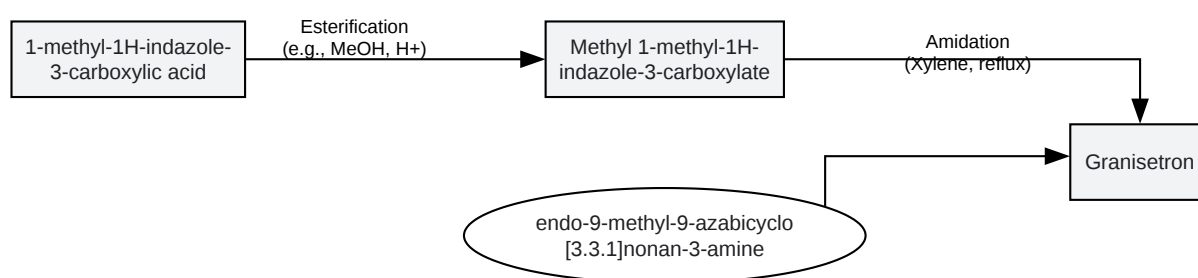 1-methyl-1H-indazole-
3-carboxylic acid
Esterification
(e.g., MeOH, H+)
Methyl 1-methyl-1H-
indazole-3-carboxylate
Amidation
(Xylene, reflux)
Granisetron
endo-9-methyl-9-azabicyclo
[3.3.1]nonan-3-amine